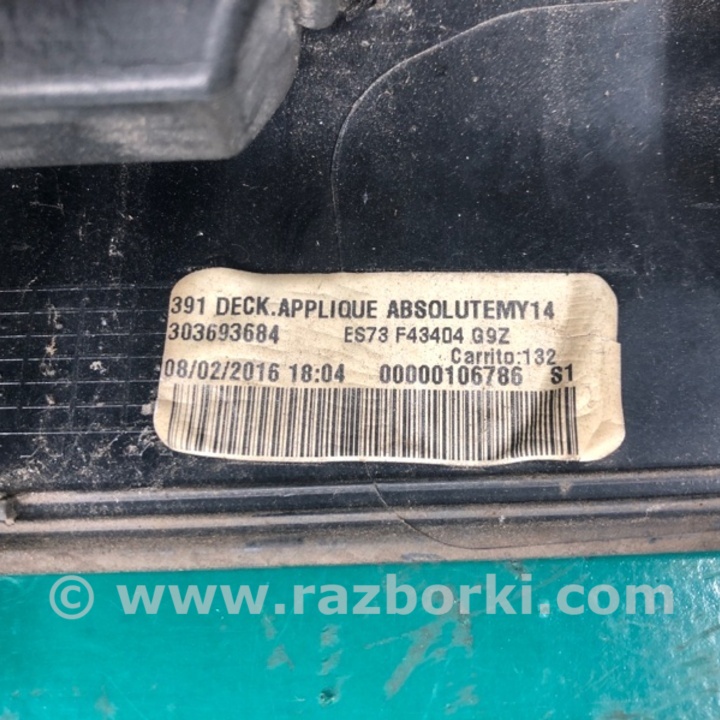 391 DECK.APPLIQUE ABSOLUTEMY14
303693684 ES73 F43404 G9Z
Carrito:132
08/02/2016 18:04 00000106786 S1
© www.razborki.com